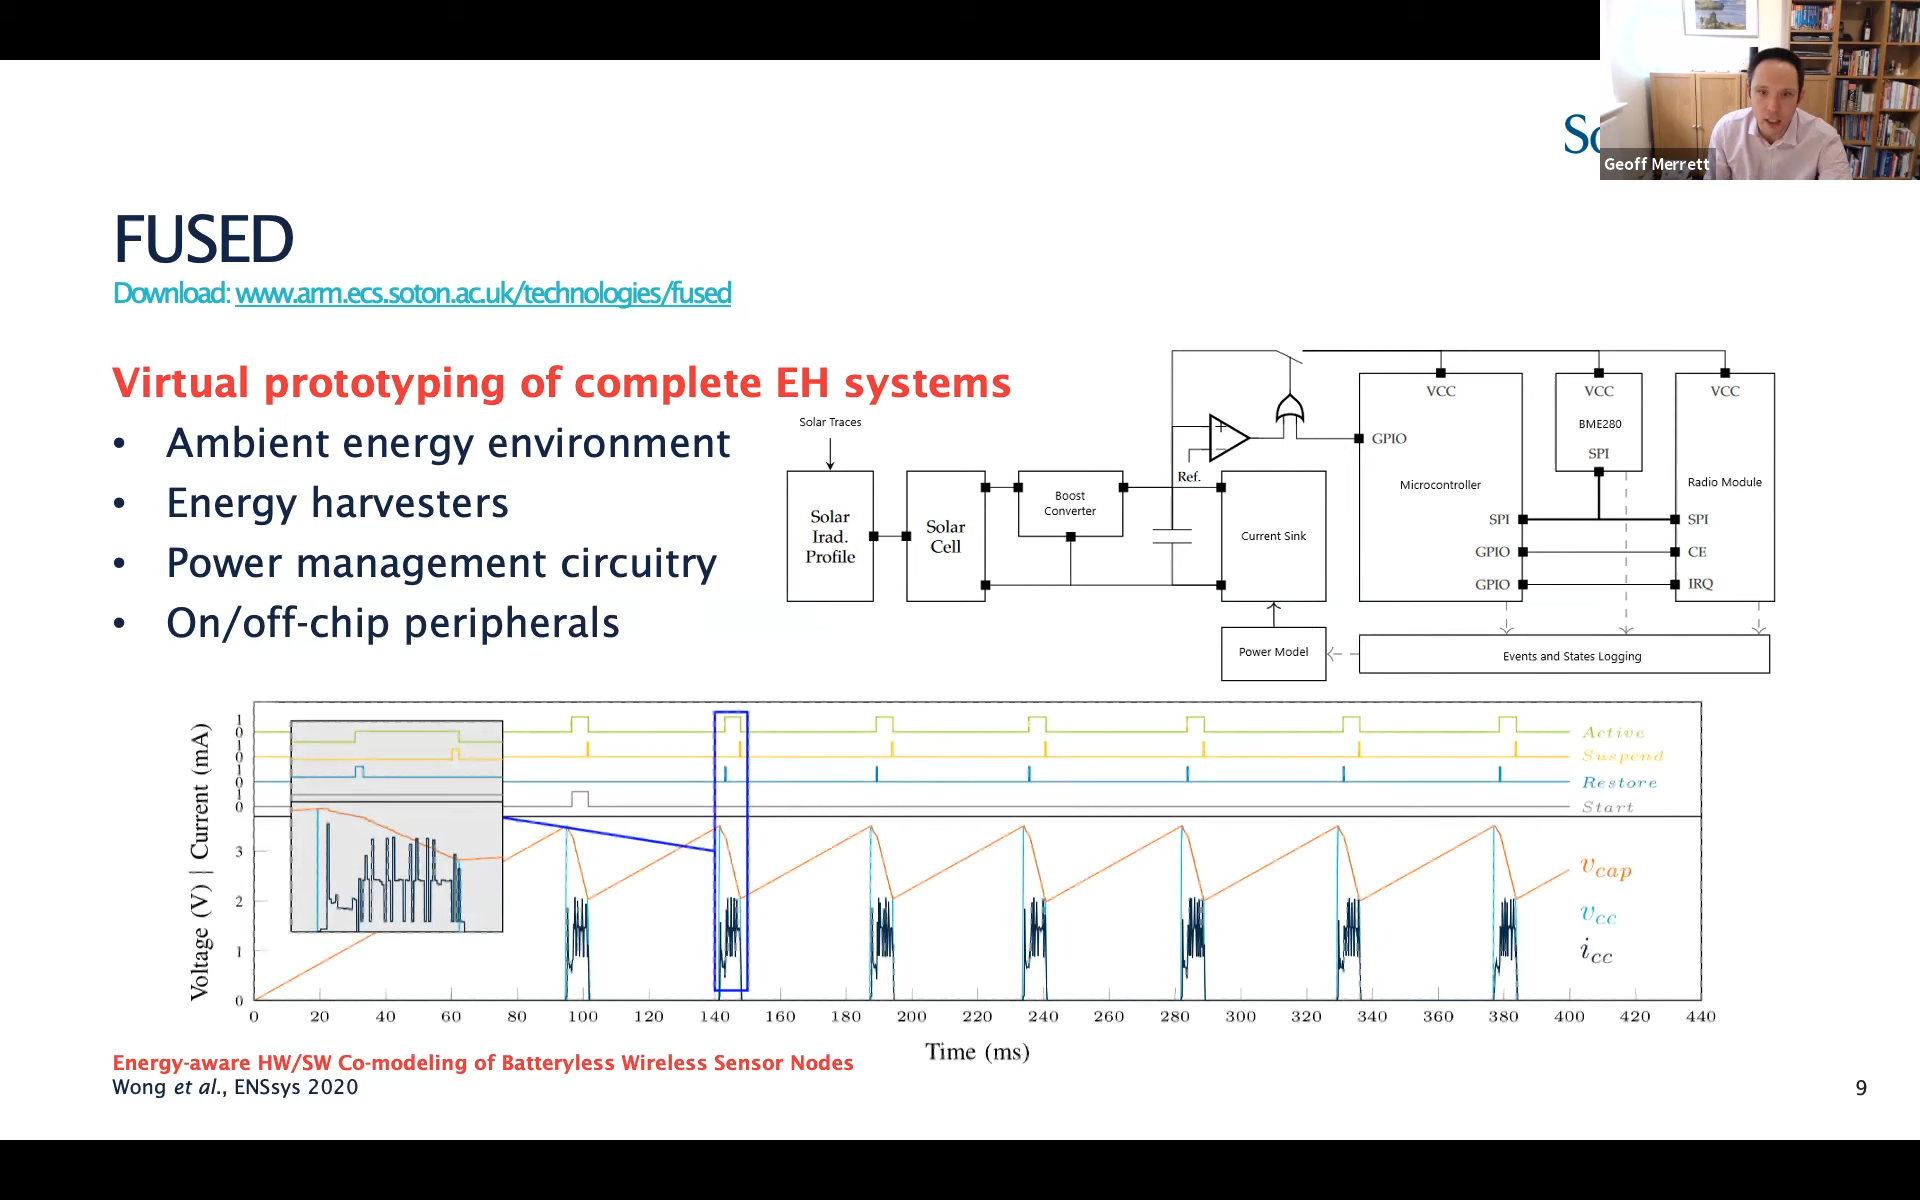 So
Geoff Merrett
FUSED
Download: www.arm.ecs.soton.ac.uk/technologies/fused
Virtual prototyping of complete EH systems
• Ambient energy environment
• Energy harvesters
• Power management circuitry
• On/off-chip peripherals
Solar Traces
Solar
Irad.
Profile
Solar
Cell
Boost
Converter
Ref.
Current Sink
Power Model
VCC
GPIO
Microcontroller
SPI
GPIO
GPIO
VCC
BME280
SPI
VCC
Radio Module
SPI
CE
IRQ
Events and States Logging
Voltage (V) | Current (mA)
1
0
1
0
1
0
1
0
3
2
1
0
Active
Suspend
Restore
Start
vcap
vcc
icc
0 20 40 60 80 100 120 140 160 180 200 220 240 260 280 300 320 340 360 380 400 420 440
Time (ms)
Energy-aware HW/SW Co-modeling of Batteryless Wireless Sensor Nodes
Wong et al., ENSsys 2020
9